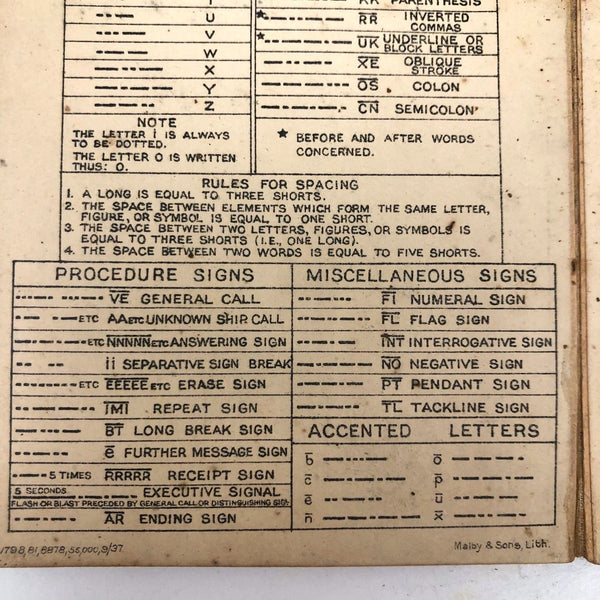 PARENTHESIS
U
V
W
X
Y
Z
★ RR INVERTED
COMMAS
★ UK UNDERLINE OR
BLOCK LETTERS
XE OBLIQUE
STROKE
OS COLON
CN SEMICOLON
NOTE
THE LETTER i IS ALWAYS
TO BE DOTTED.
THE LETTER O IS WRITTEN
THUS: O.
★ BEFORE AND AFTER WORDS
CONCERNED.
RULES FOR SPACING
1. A LONG IS EQUAL TO THREE SHORTS.
2. THE SPACE BETWEEN ELEMENTS WHICH FORM THE SAME LETTER,
FIGURE, OR SYMBOL IS EQUAL TO ONE SHORT.
3. THE SPACE BETWEEN TWO LETTERS, FIGURES, OR SYMBOLS IS
EQUAL TO THREE SHORTS (I.E., ONE LONG).
4. THE SPACE BETWEEN TWO WORDS IS EQUAL TO FIVE SHORTS.
PROCEDURE SIGNS
VE GENERAL CALL
ETC AA ETC UNKNOWN SHIP CALL
ETC NNNNN ETC ANSWERING SIGN
ii SEPARATIVE SIGN BREAK
ETC EEEEE ETC ERASE SIGN
IMI REPEAT SIGN
BT LONG BREAK SIGN
ē FURTHER MESSAGE SIGN
5 TIMES RRRRR RECEIPT SIGN
5 SECONDS EXECUTIVE SIGNAL
FLASH OR BLAST PRECEDED BY GENERAL CALL OR DISTINGUISHING SIGN
AR ENDING SIGN
MISCELLANEOUS SIGNS
FI NUMERAL SIGN
FL FLAG SIGN
INT INTERROGATIVE SIGN
NO NEGATIVE SIGN
PT PENDANT SIGN
TL TACKLINE SIGN
ACCENTED LETTERS
b̄ ō
c̄ p̄
ē ū
n̄ x̄
Malby & Sons, Lith.